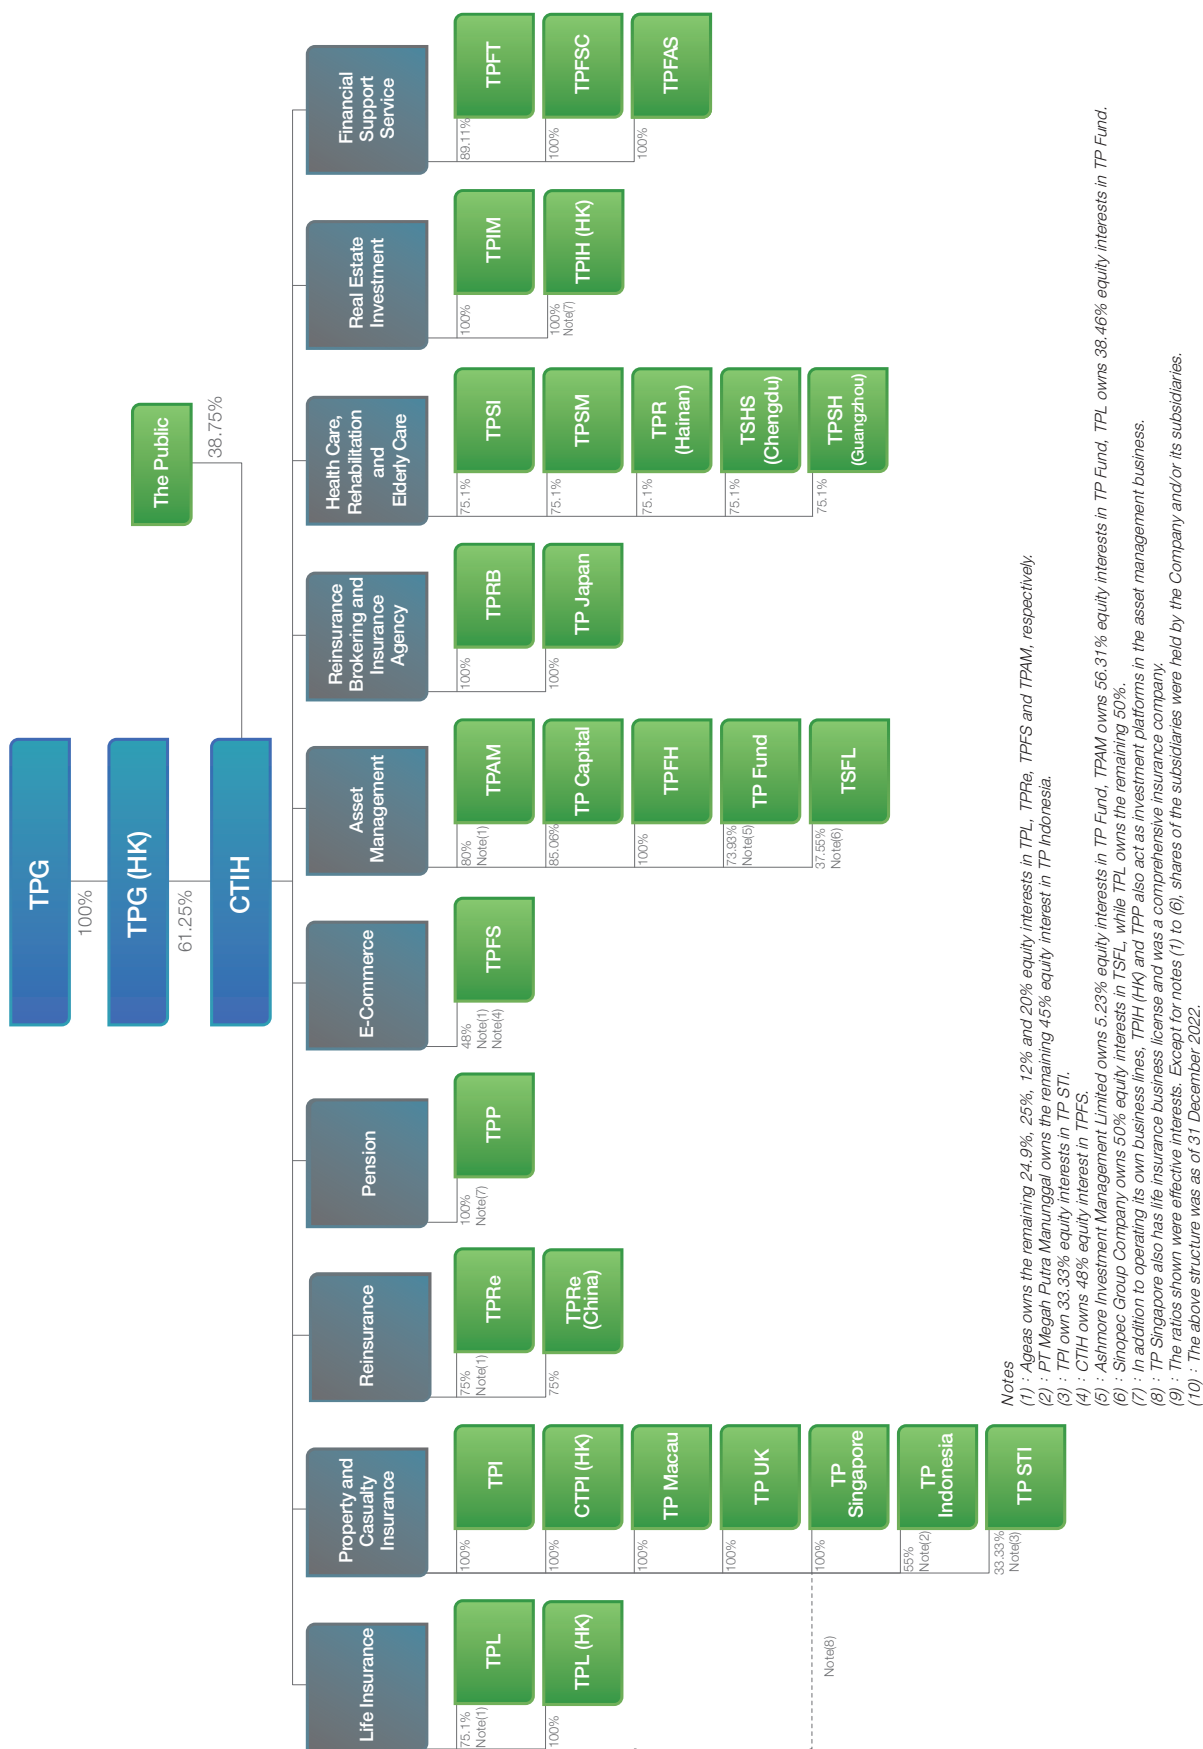 TPG
100%
TPG (HK)
61.25%
The Public
38.75%
CTIH
Life Insurance
75.1%
Note(1)
TPL
100%
TPL (HK)
Note(8)
Property and
Casualty
Insurance
100%
TPI
100%
CTPI (HK)
100%
TP Macau
100%
TP UK
100%
TP
Singapore
55%
Note(2)
TP
Indonesia
33.33%
Note(3)
TP STI
Reinsurance
75%
Note(1)
TPRe
75%
TPRe
(China)
Pension
100%
Note(7)
TPP
E-Commerce
48%
Note(1)
Note(4)
TPFS
Asset
Management
80%
Note(1)
TPAM
85.06%
TP Capital
100%
TPFH
73.93%
Note(5)
TP Fund
37.55%
Note(6)
TSFL
Reinsurance
Brokering and
Insurance
Agency
100%
TPRB
100%
TP Japan
Health Care,
Rehabilitation
and
Elderly Care
75.1%
TPSI
75.1%
TPSM
75.1%
TPR
(Hainan)
75.1%
TSHS
(Chengdu)
75.1%
TPSH
(Guangzhou)
Real Estate
Investment
100%
TPIM
100%
Note(7)
TPIH (HK)
Financial
Support
Service
89.11%
TPFT
100%
TPFSC
100%
TPFAS
Notes
(1) : Ageas owns the remaining 24.9%, 25%, 12% and 20% equity interests in TPL, TPRe, TPFS and TPAM, respectively.
(2) : PT Megah Putra Manunggal owns the remaining 45% equity interest in TP Indonesia.
(3) : TPI own 33.33% equity interests in TP STI.
(4) : CTIH owns 48% equity interest in TPFS.
(5) : Ashmore Investment Management Limited owns 5.23% equity interests in TP Fund, TPAM owns 56.31% equity interests in TP Fund, TPL owns 38.46% equity interests in TP Fund.
(6) : Sinopec Group Company owns 50% equity interests in TSFL, while TPL owns the remaining 50%.
(7) : In addition to operating its own business lines, TPIH (HK) and TPP also act as investment platforms in the asset management business.
(8) : TP Singapore also has life insurance business license and was a comprehensive insurance company.
(9) : The ratios shown were effective interests. Except for notes (1) to (6), shares of the subsidiaries were held by the Company and/or its subsidiaries.
(10) : The above structure was as of 31 December 2022.